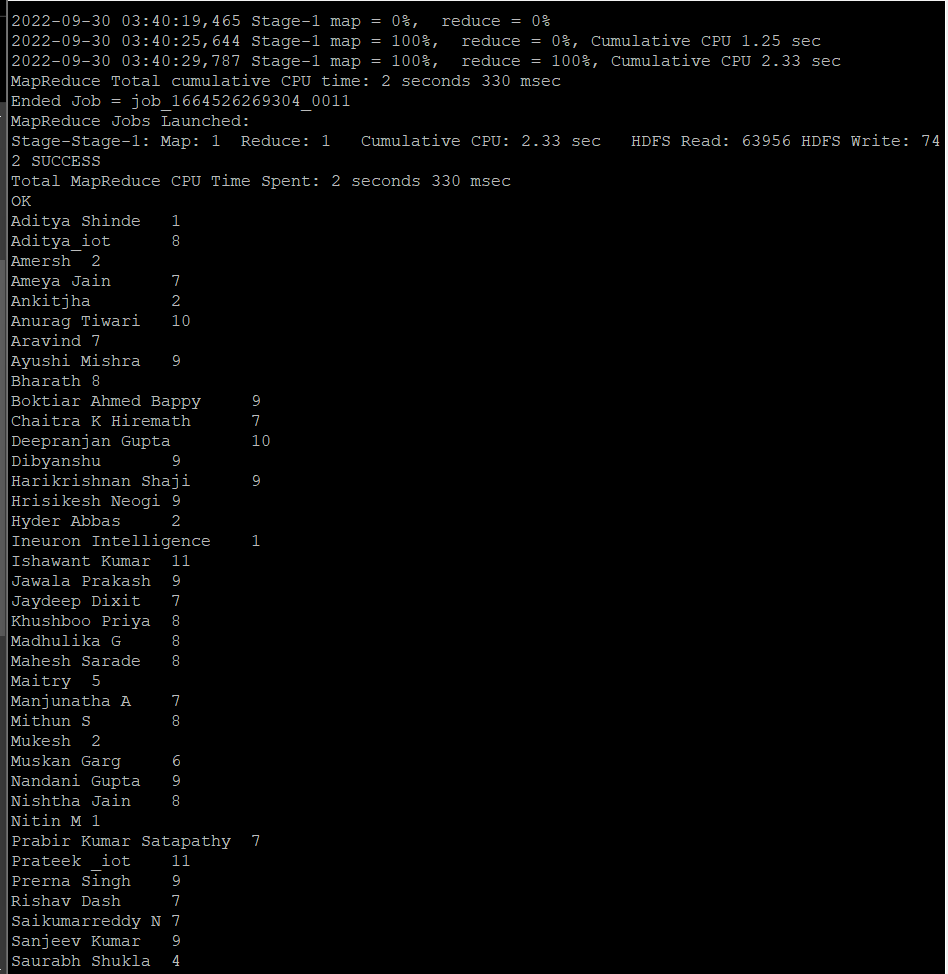 2022-09-30 03:40:19,465 Stage-1 map = 0%,  reduce = 0%
2022-09-30 03:40:25,644 Stage-1 map = 100%,  reduce = 0%, Cumulative CPU 1.25 sec
2022-09-30 03:40:29,787 Stage-1 map = 100%,  reduce = 100%, Cumulative CPU 2.33 sec
MapReduce Total cumulative CPU time: 2 seconds 330 msec
Ended Job = job_1664526269304_0011
MapReduce Jobs Launched:
Stage-Stage-1: Map: 1  Reduce: 1   Cumulative CPU: 2.33 sec   HDFS Read: 63956 HDFS Write: 74
2 SUCCESS
Total MapReduce CPU Time Spent: 2 seconds 330 msec
OK
Aditya Shinde   1
Aditya_iot      8
Amersh  2
Ameya Jain      7
Ankitjha        2
Anurag Tiwari   10
Aravind 7
Ayushi Mishra   9
Bharath 8
Boktiar Ahmed Bappy     9
Chaitra K Hiremath      7
Deepranjan Gupta        10
Dibyanshu       9
Harikrishnan Shaji      9
Hrisikesh Neogi 9
Hyder Abbas     2
Ineuron Intelligence    1
Ishawant Kumar  11
Jawala Prakash  9
Jaydeep Dixit   7
Khushboo Priya  8
Madhulika G     8
Mahesh Sarade   8
Maitry  5
Manjunatha A    7
Mithun S        8
Mukesh  2
Muskan Garg     6
Nandani Gupta   9
Nishtha Jain    8
Nitin M 1
Prabir Kumar Satapathy  7
Prateek _iot    11
Prerna Singh    9
Rishav Dash     7
Saikumarreddy N 7
Sanjeev Kumar   9
Saurabh Shukla  4